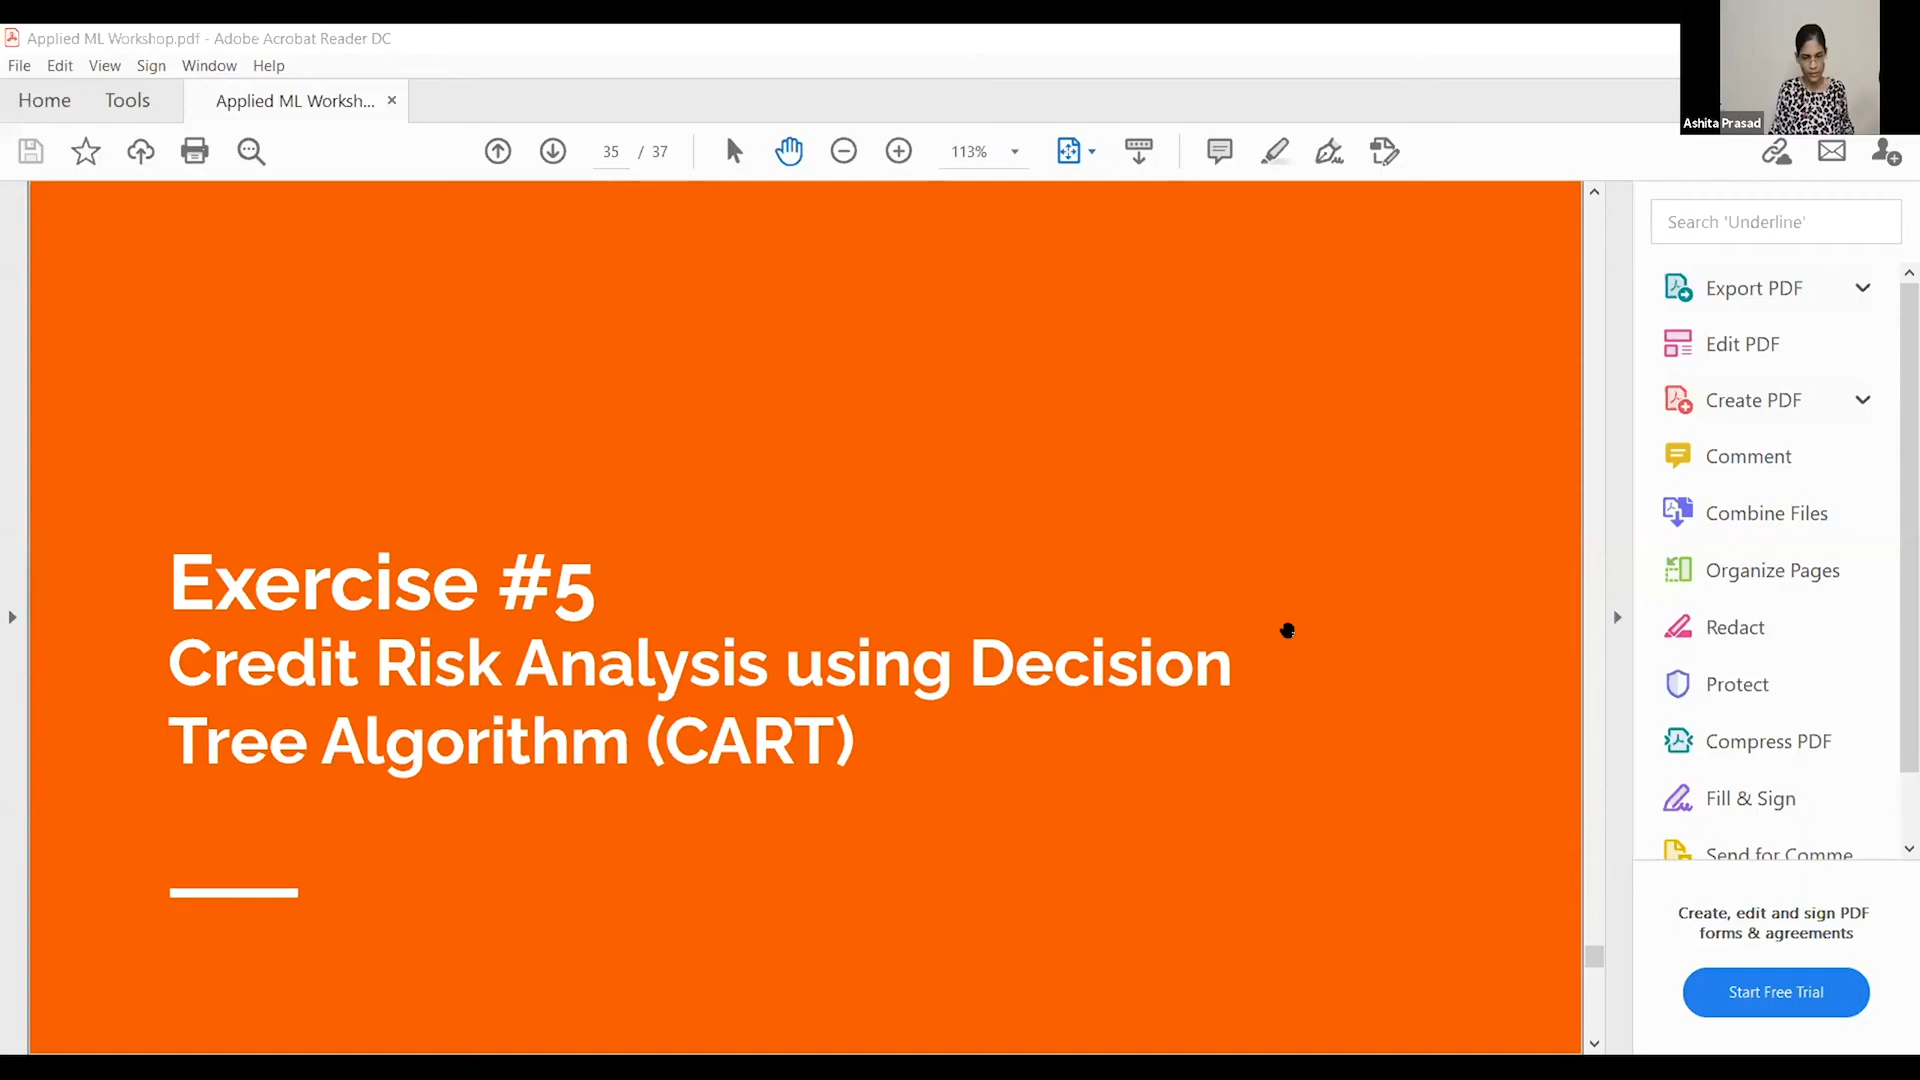 Applied ML Workshop.pdf - Adobe Acrobat Reader DC
File Edit View Sign Window Help
Home Tools Applied ML Worksh... ×
35 / 37 113%
Ashita Prasad
Search 'Underline'
Export PDF
Edit PDF
Create PDF
Comment
Combine Files
Organize Pages
Redact
Protect
Compress PDF
Fill & Sign
Send for Comme
Create, edit and sign PDF
forms & agreements
Start Free Trial
Exercise #5
Credit Risk Analysis using Decision
Tree Algorithm (CART)